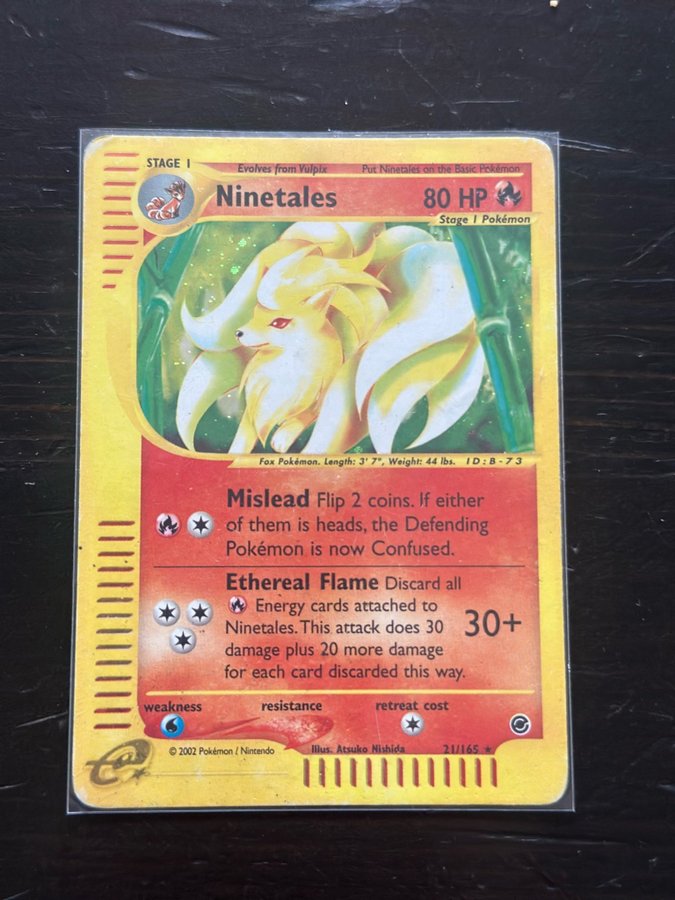 STAGE 1
Evolves from Vulpix
Put Ninetales on the Basic Pokémon
Ninetales
80 HP
Stage 1 Pokémon
Fox Pokémon. Length: 3' 7", Weight: 44 lbs. ID:B-73
Mislead Flip 2 coins. If either
of them is heads, the Defending
Pokémon is now Confused.
Ethereal Flame Discard all
Energy cards attached to
Ninetales. This attack does 30
damage plus 20 more damage
for each card discarded this way.
30+
weakness
resistance
retreat cost
© 2002 Pokémon / Nintendo
Illus. Atsuko Nishida
21/165 ★